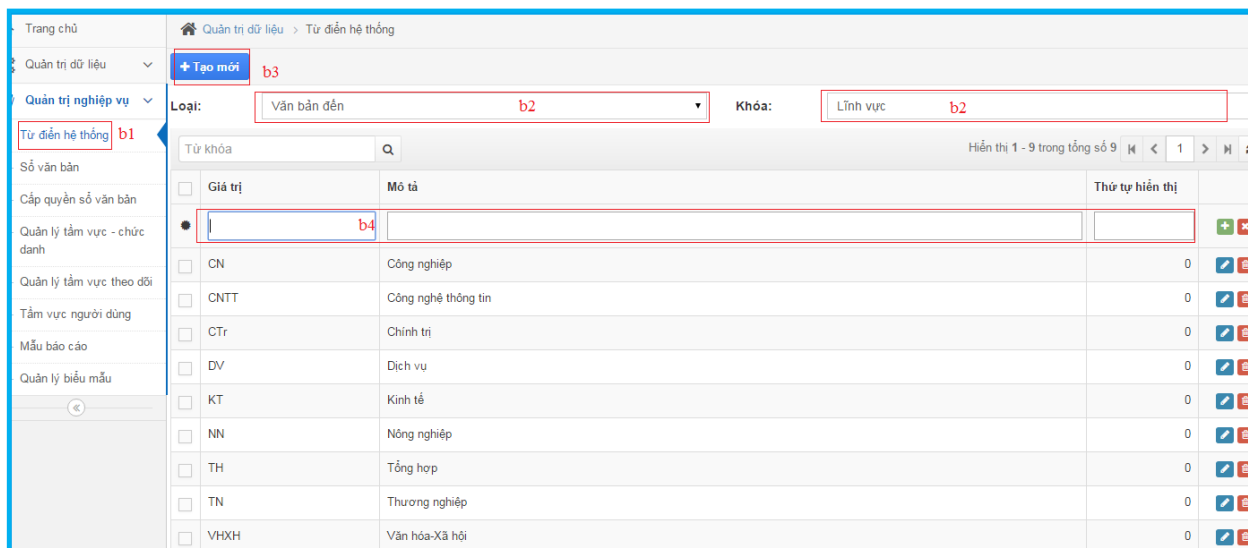 Trang chủ
Quản trị dữ liệu > Từ điển hệ thống
Quản trị dữ liệu
+ Tạo mới b3
Quản trị nghiệp vụ
Loại: Văn bản đến b2 Khóa: Lĩnh vực b2
Từ điển hệ thống b1
Từ khóa Hiển thị 1 - 9 trong tổng số 9 1
Sổ văn bản
Cấp quyền sổ văn bản
Quản lý tầm vực - chức
danh
Quản lý tầm vực theo dõi
Tầm vực người dùng
Mẫu báo cáo
Quản lý biểu mẫu
Giá trị Mô tả Thứ tự hiển thị
b4
CN Công nghiệp 0
CNTT Công nghệ thông tin 0
CTr Chính trị 0
DV Dịch vụ 0
KT Kinh tế 0
NN Nông nghiệp 0
TH Tổng hợp 0
TN Thương nghiệp 0
VHXH Văn hóa-Xã hội 0